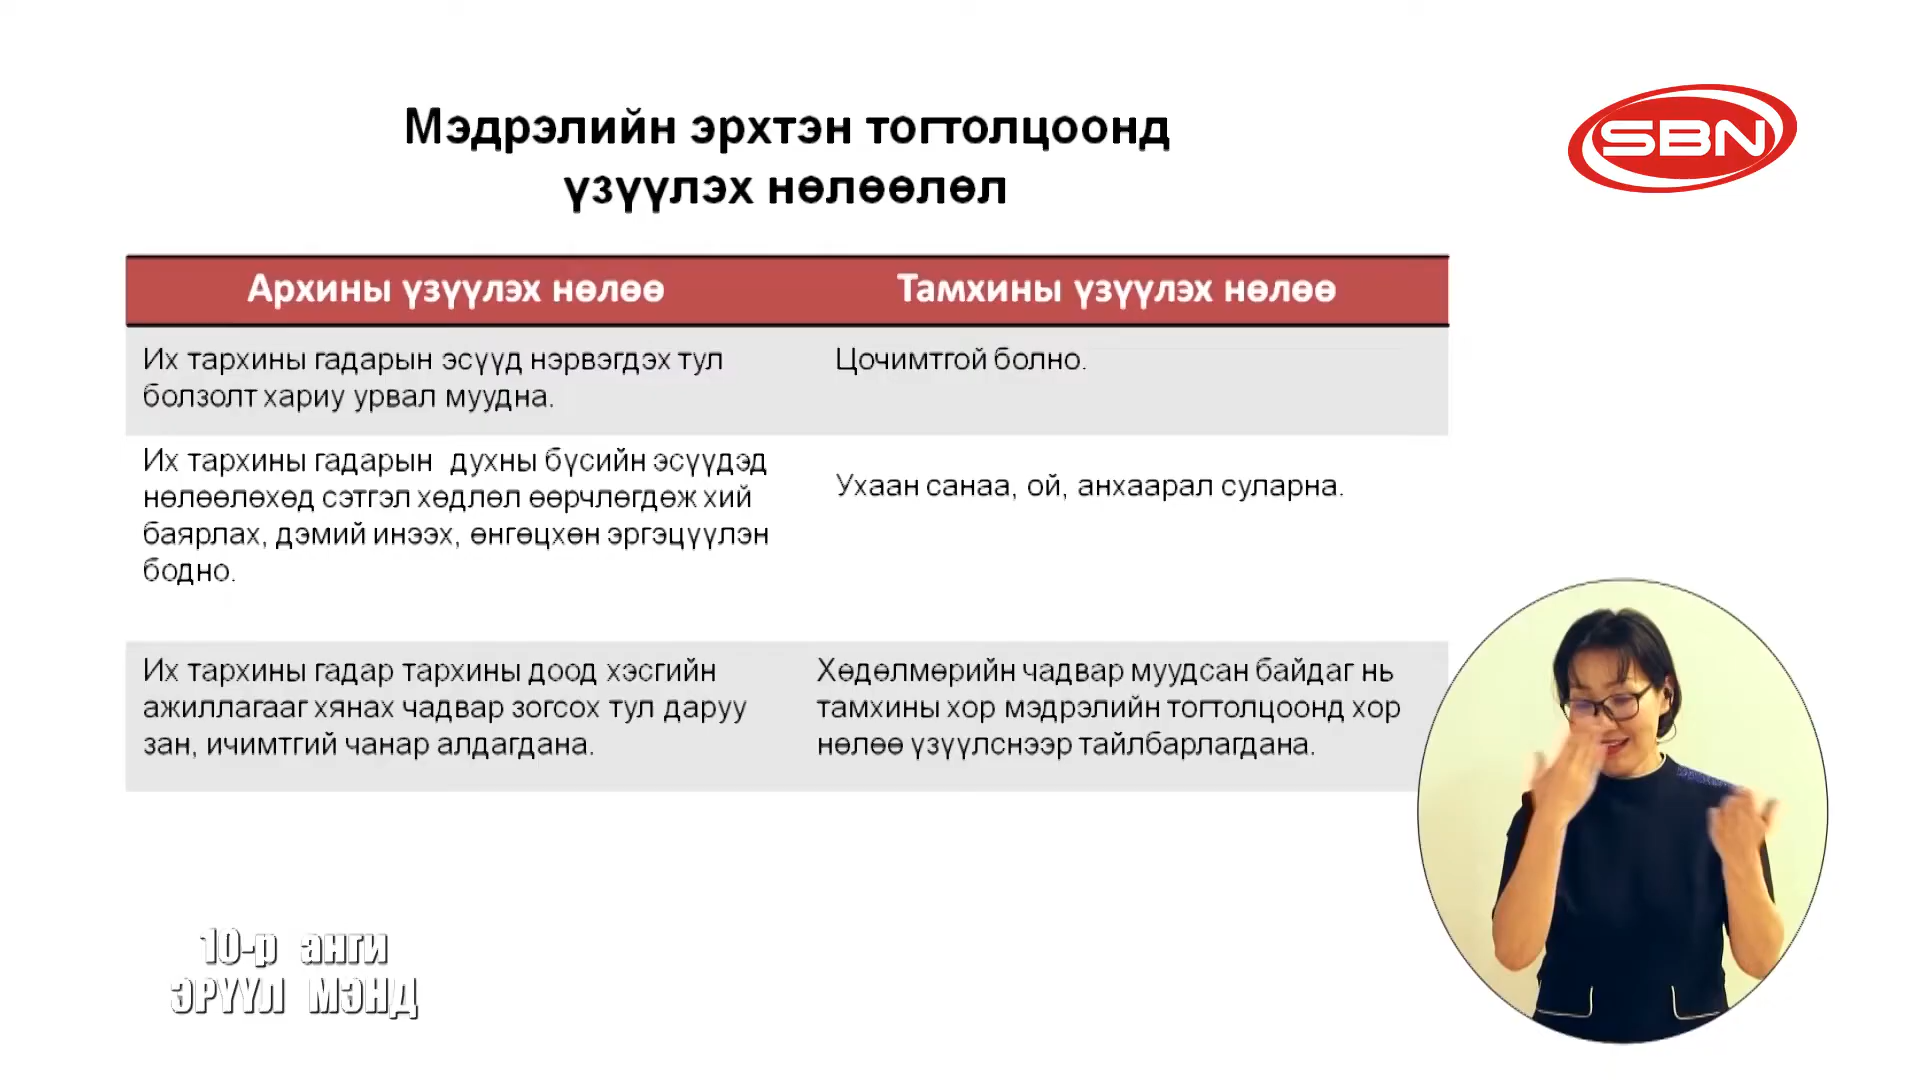 Мэдрэлийн эрхтэн тогтолцоонд
үзүүлэх нөлөөлөл
SBN
Архины үзүүлэх нөлөө
Тамхины үзүүлэх нөлөө
Их тархины гадарын эсүүд нэрвэгдэх тул
болзолт хариу урвал муудна.
Цочимтгой болно.
Их тархины гадарын духны бүсийн эсүүдэд
нөлөөлөхөд сэтгэл хөдлөл өөрчлөгдөж хий
баярлах, дэмий инээх, өнгөцхөн эргэцүүлэн
бодно.
Ухаан санаа, ой, анхаарал суларна.
Их тархины гадар тархины доод хэсгийн
ажиллагааг хянах чадвар зогсох тул даруу
зан, ичимтгий чанар алдагдана.
Хөдөлмөрийн чадвар муудсан байдаг нь
тамхины хор мэдрэлийн тогтолцоонд хор
нөлөө үзүүлснээр тайлбарлагдана.
10-р анги
ЭРҮҮЛ МЭНД